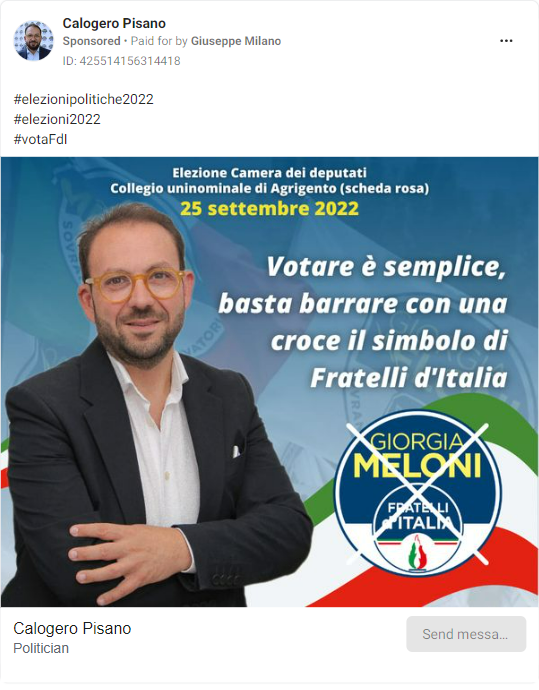 Calogero Pisano
Sponsored • Paid for by Giuseppe Milano
ID: 425514156314418
#elezionipolitiche2022
#elezioni2022
#votaFdI
Elezione Camera dei deputati
Collegio uninominale di Agrigento (scheda rosa)
25 settembre 2022
Votare è semplice,
basta barrare con una
croce il simbolo di
Fratelli d'Italia
GIORGIA
MELONI
FRATELLI
d'ITALIA
Calogero Pisano
Politician
Send messa...